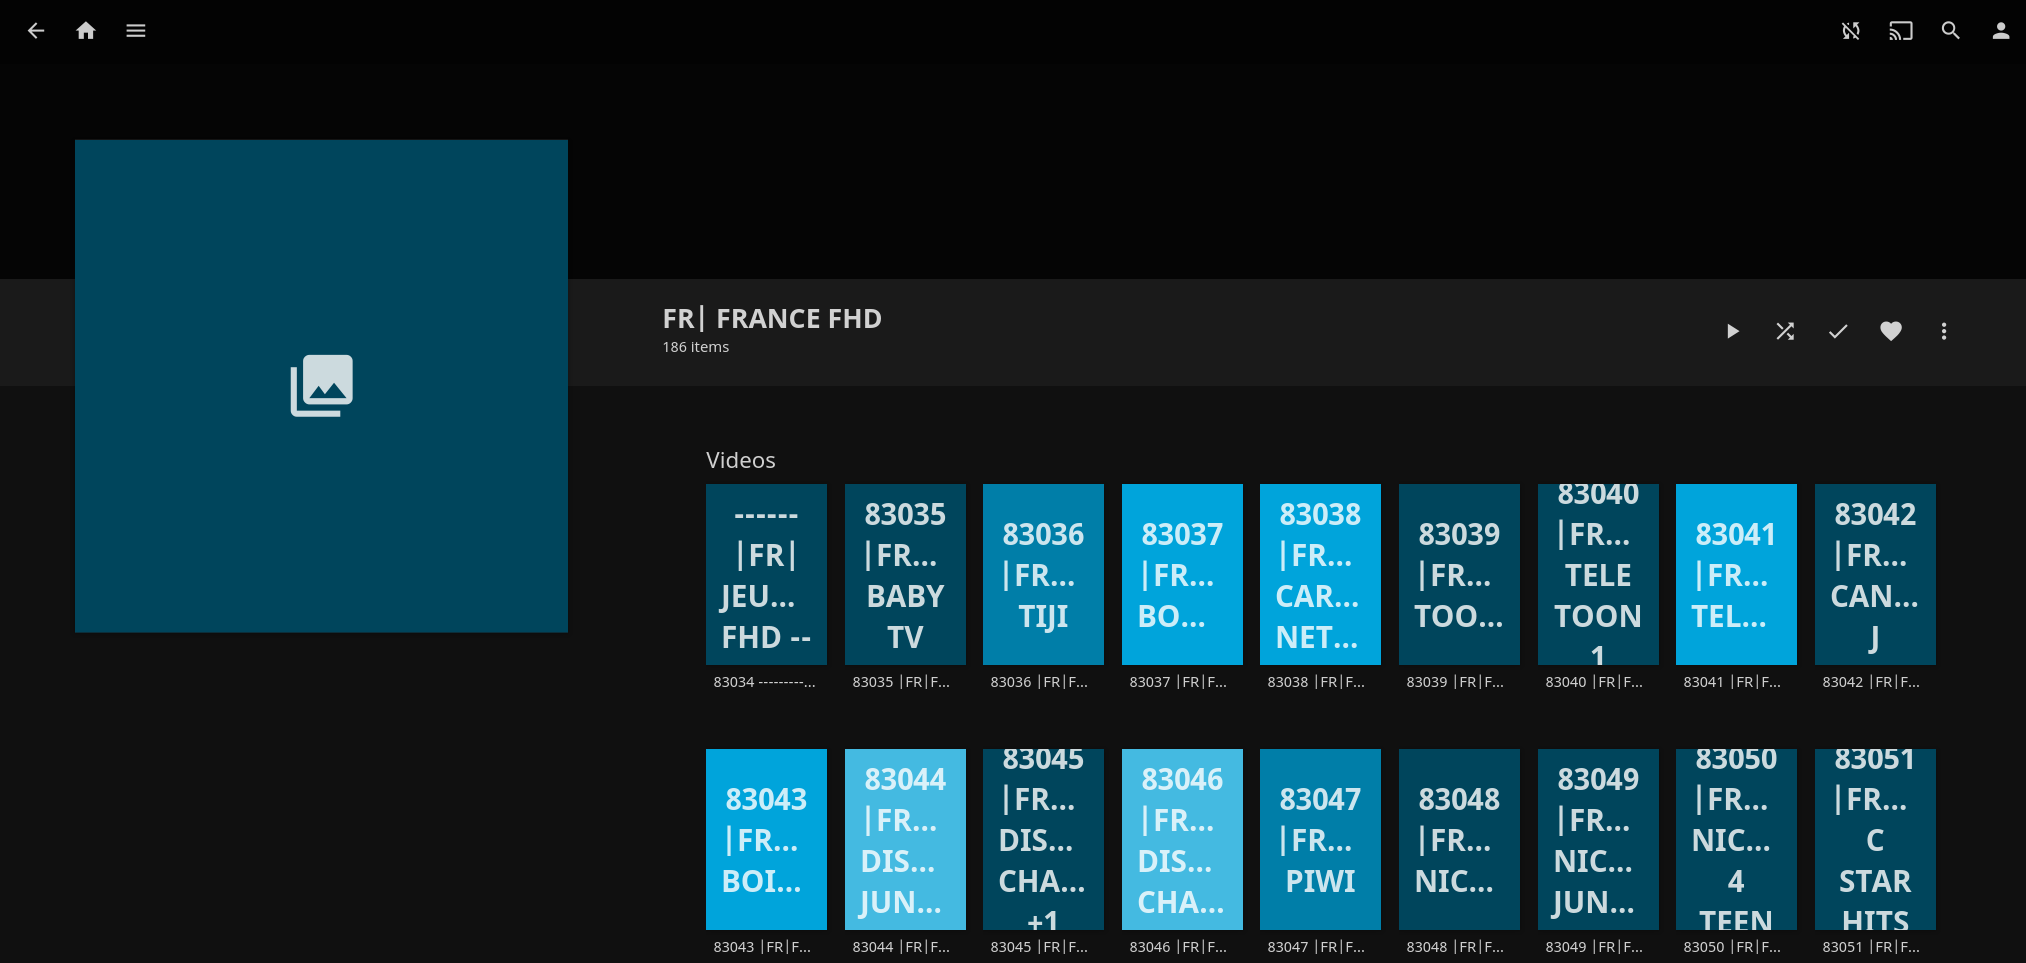 FR| FRANCE FHD
186 items
Videos
------
|FR|
JEU...
FHD --
83034 ---------...
83035
|FR...
BABY
TV
83035 |FR|F...
83036
|FR...
TIJI
83036 |FR|F...
83037
|FR...
BO...
83037 |FR|F...
83038
|FR...
CAR...
NET...
83038 |FR|F...
83039
|FR...
TOO...
83039 |FR|F...
83040
|FR...
TELE
TOON
1
83040 |FR|F...
83041
|FR...
TEL...
83041 |FR|F...
83042
|FR...
CAN...
J
83042 |FR|F...
83043
|FR...
BOI...
83043 |FR|F...
83044
|FR...
DIS...
JUN...
83044 |FR|F...
83045
|FR...
DIS...
CHA...
+1
83045 |FR|F...
83046
|FR...
DIS...
CHA...
83046 |FR|F...
83047
|FR...
PIWI
83047 |FR|F...
83048
|FR...
NIC...
83048 |FR|F...
83049
|FR...
NIC...
JUN...
83049 |FR|F...
83050
|FR...
NIC...
4
TEEN
83050 |FR|F...
83051
|FR...
C
STAR
HITS
83051 |FR|F...